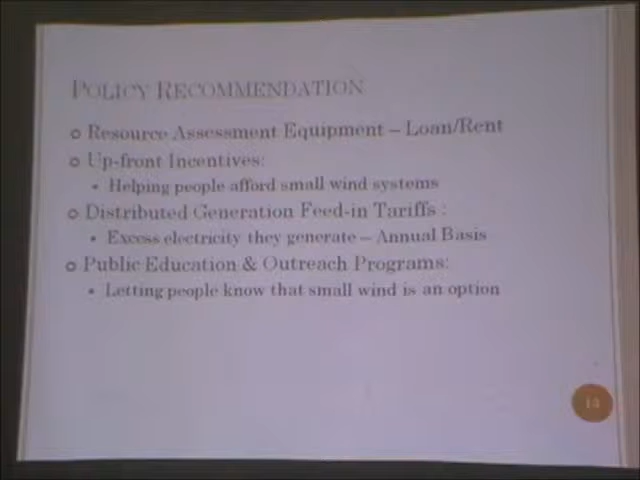 POLICY RECOMMENDATION
Resource Assessment Equipment – Loan/Rent
Up-front Incentives:
Helping people afford small wind systems
Distributed Generation Feed-in Tariffs :
Excess electricity they generate – Annual Basis
Public Education & Outreach Programs:
Letting people know that small wind is an option